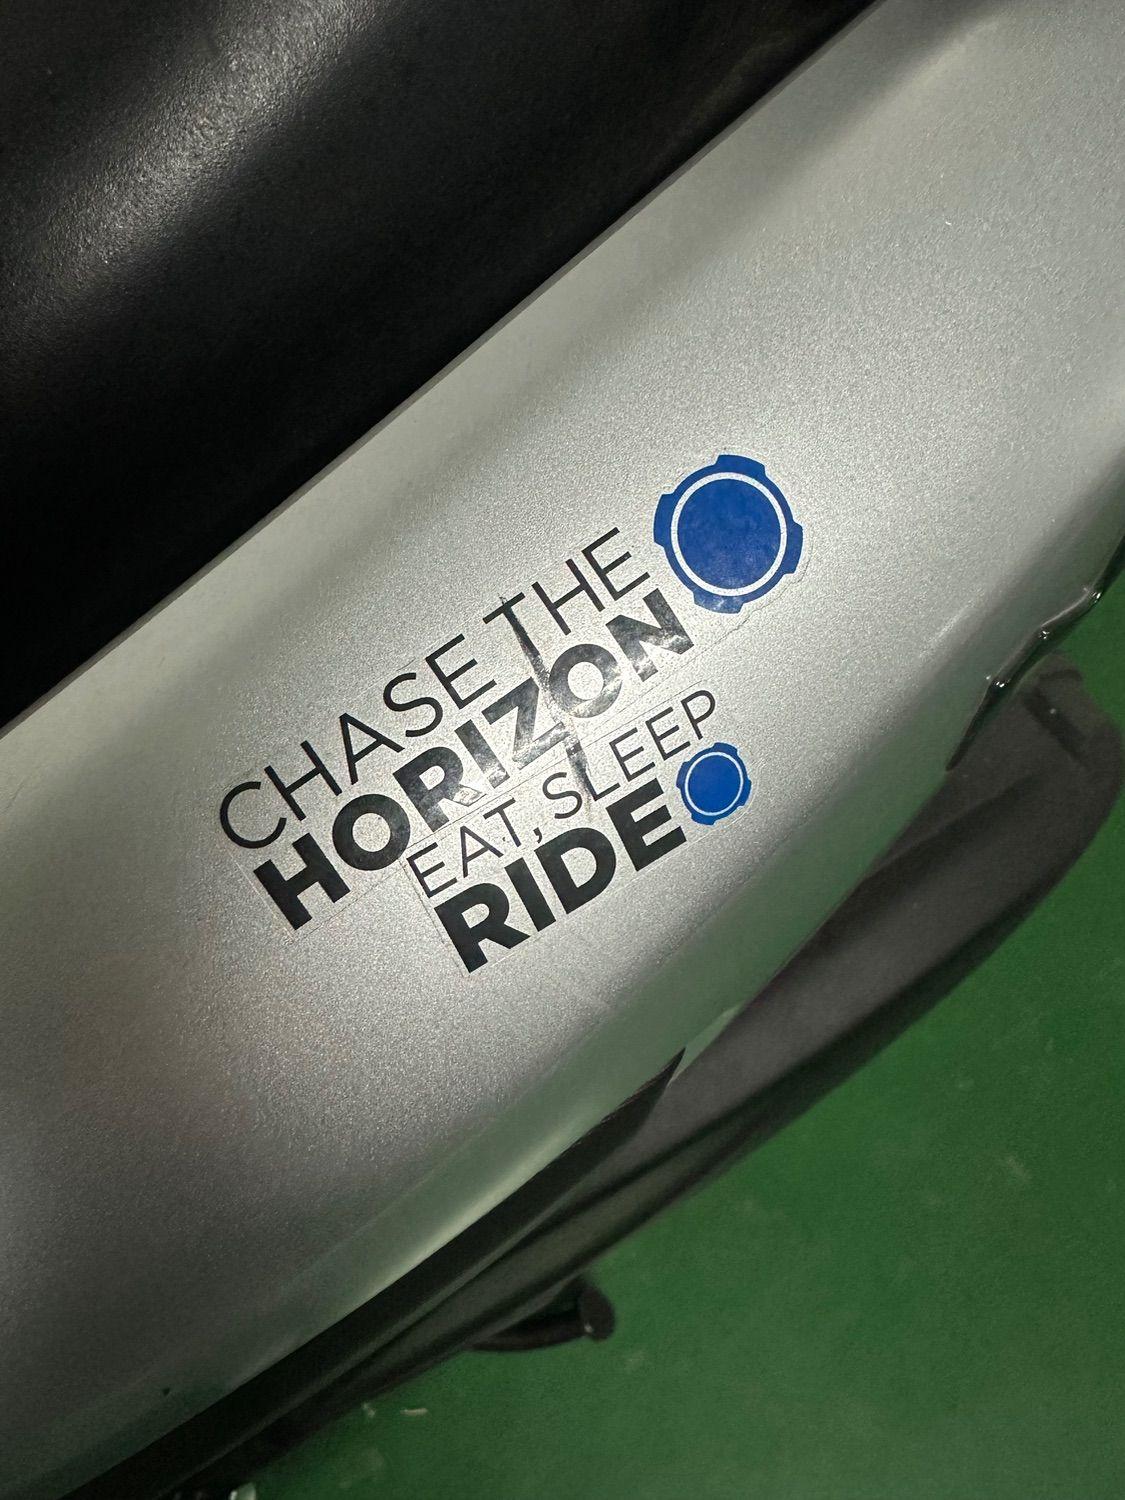 CHASE THE
HORIZON
EAT, SLEEP
RIDE